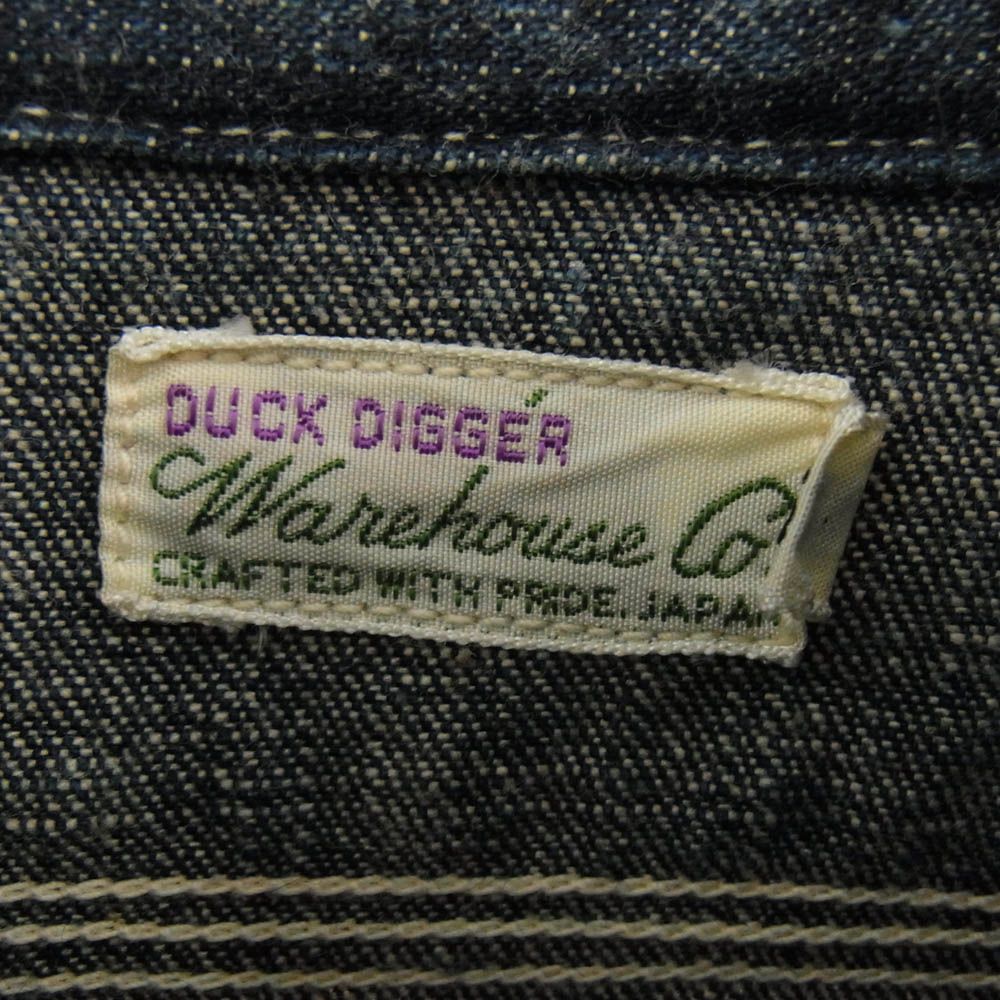 DUCK DIGGER
Warehouse Co
CRAFTED WITH PRIDE. JAPAN